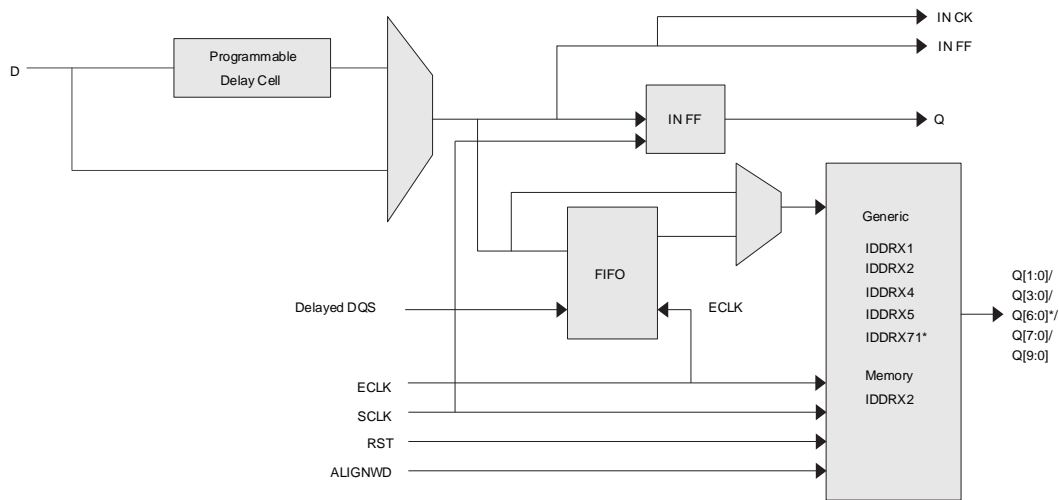 IN CK
IN FF
D
Programmable
Delay Cell
IN FF
Q
Generic
IDDRX1
IDDRX2
IDDRX4
IDDRX5
IDDRX71*
Memory
IDDRX2
FIFO
Delayed DQS
ECLK
Q[1:0]/
Q[3:0]/
Q[6:0]*/
Q[7:0]/
Q[9:0]
ECLK
SCLK
RST
ALIGNWD